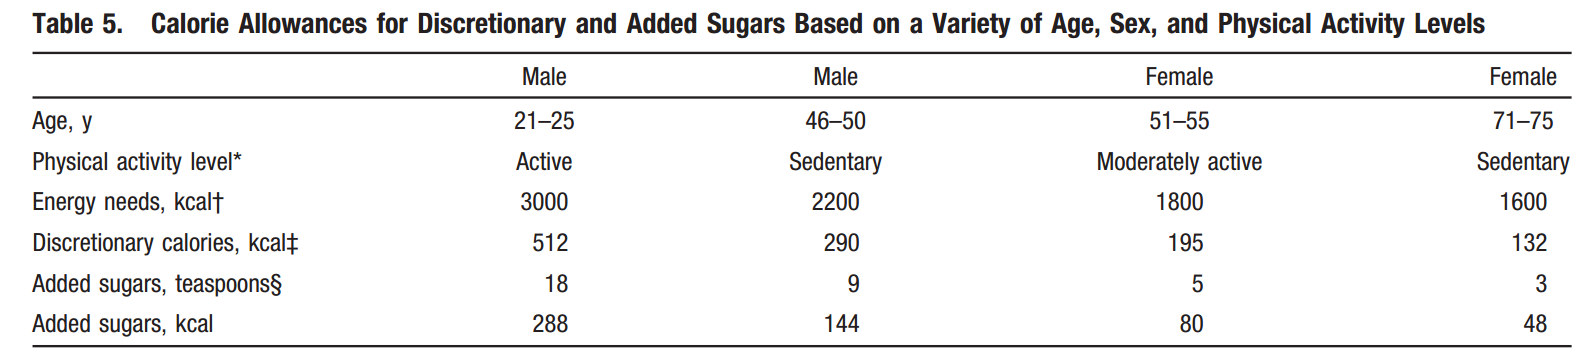 Table 5. Calorie Allowances for Discretionary and Added Sugars Based on a Variety of Age, Sex, and Physical Activity Levels
Male Male Female Female
Age, y 21–25 46–50 51–55 71–75
Physical activity level* Active Sedentary Moderately active Sedentary
Energy needs, kcal† 3000 2200 1800 1600
Discretionary calories, kcal‡ 512 290 195 132
Added sugars, teaspoons§ 18 9 5 3
Added sugars, kcal 288 144 80 48